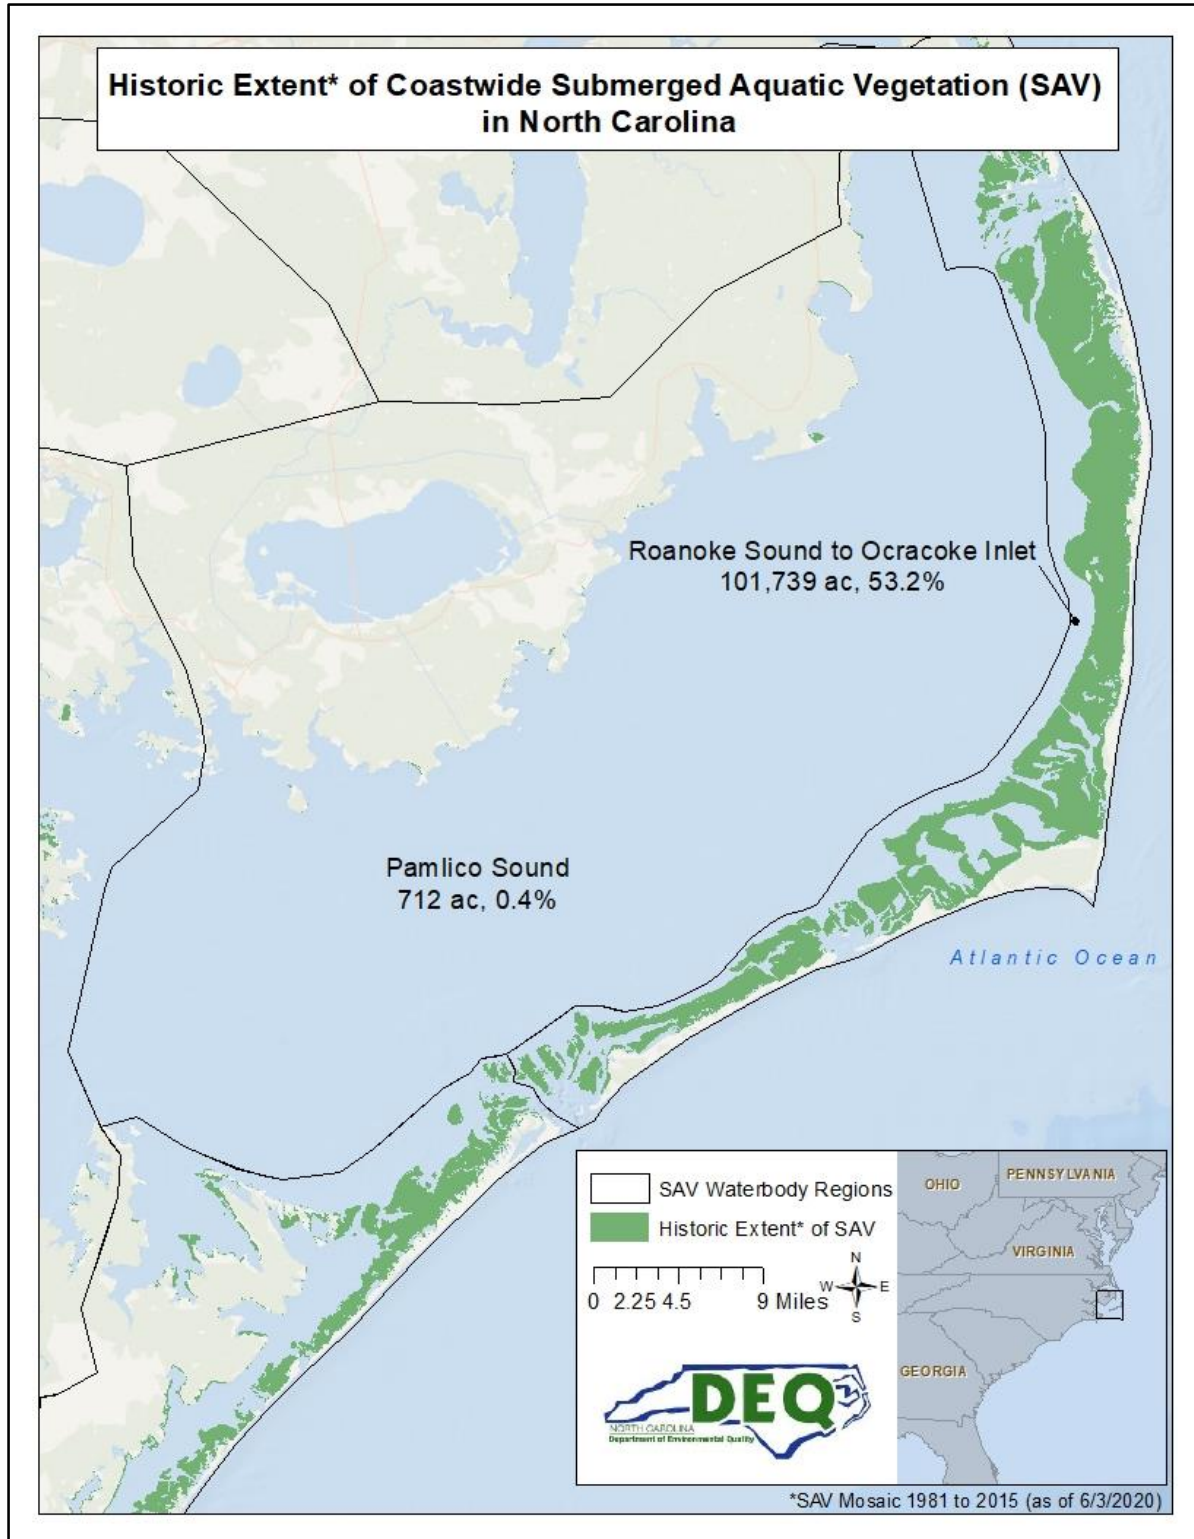 Historic Extent* of Coastwide Submerged Aquatic Vegetation (SAV)
in North Carolina
Roanoke Sound to Ocracoke Inlet
101,739 ac, 53.2%
Pamlico Sound
712 ac, 0.4%
Atlantic Ocean
SAV Waterbody Regions
Historic Extent* of SAV
N
W E
S
0 2.25 4.5 9 Miles
DEQ
NORTH CAROLINA
Department of Environmental Quality
OHIO
PENNSYLVANIA
VIRGINIA
GEORGIA
*SAV Mosaic 1981 to 2015 (as of 6/3/2020)